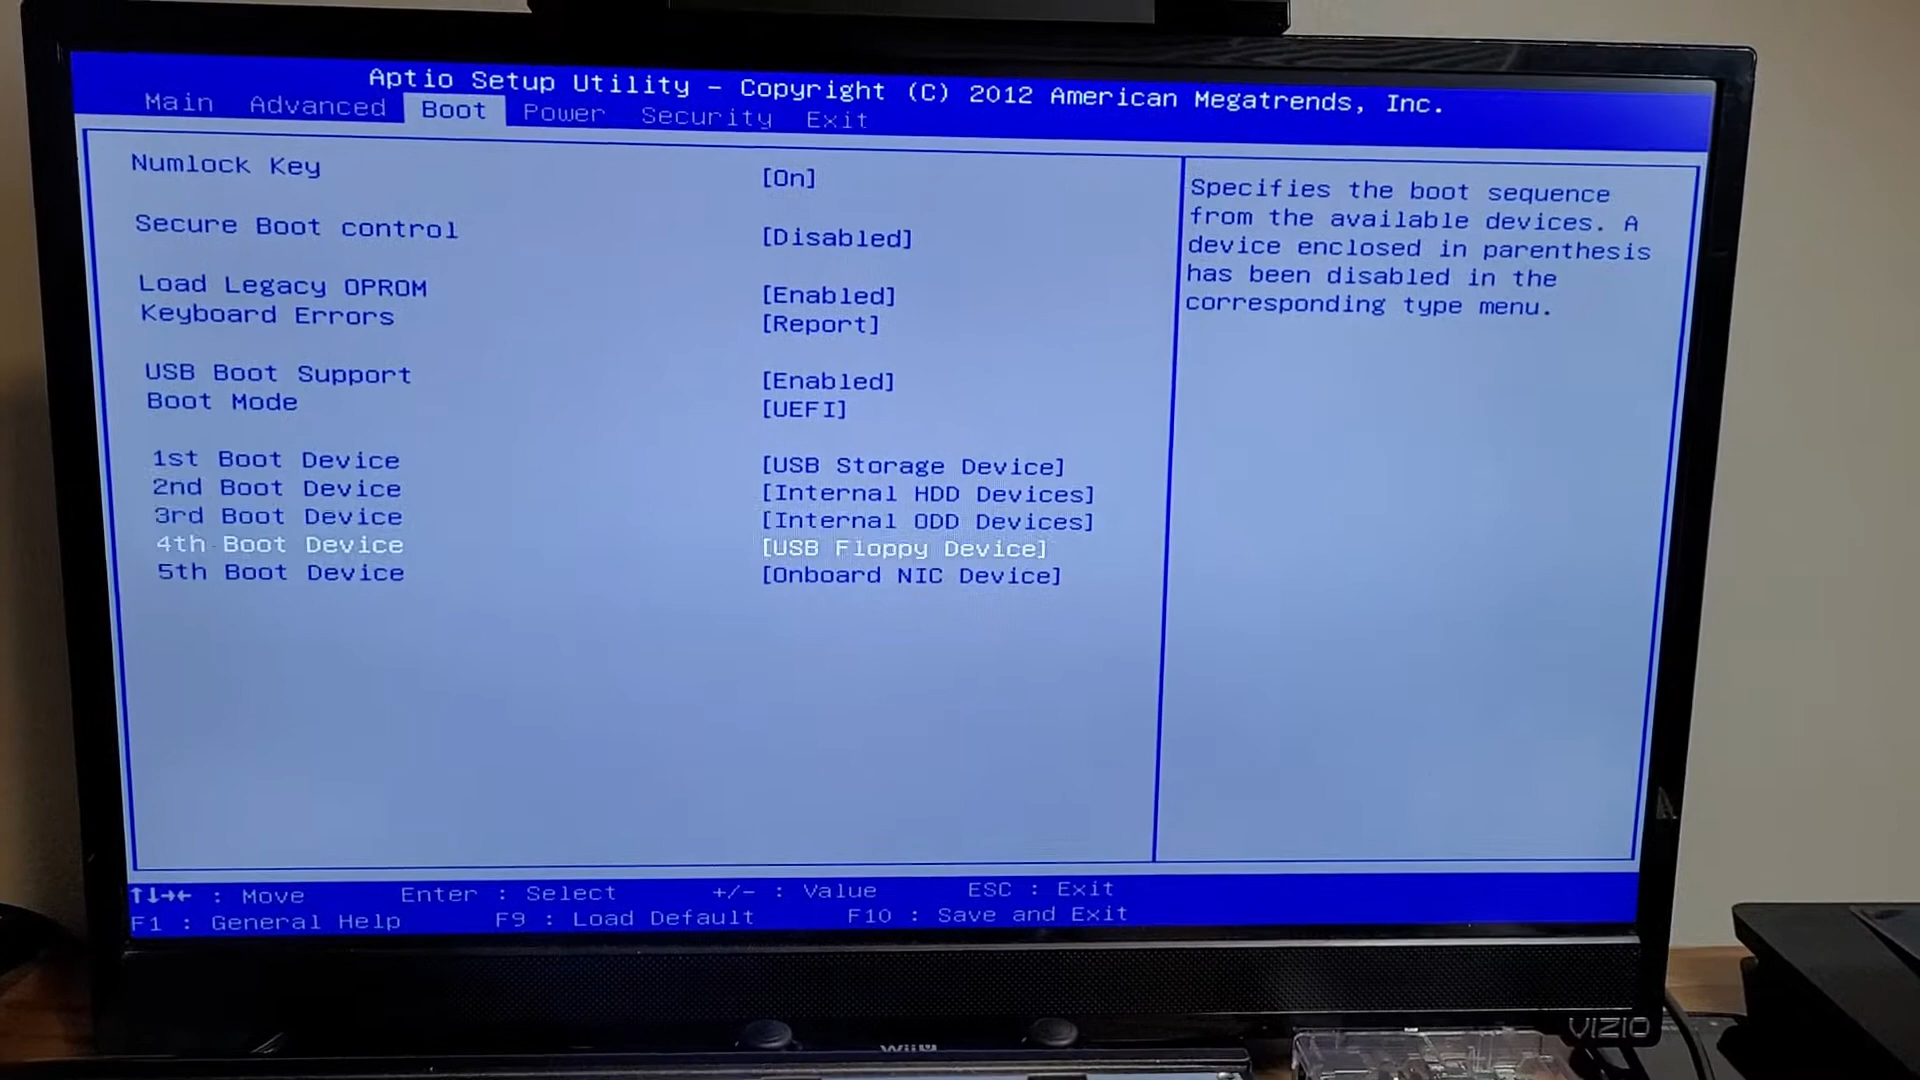 Aptio Setup Utility - Copyright (C) 2012 American Megatrends, Inc.
Main Advanced Boot Power Security Exit
Numlock Key [On]
Secure Boot control [Disabled]
Load Legacy OPROM [Enabled]
Keyboard Errors [Report]
USB Boot Support [Enabled]
Boot Mode [UEFI]
1st Boot Device [USB Storage Device]
2nd Boot Device [Internal HDD Devices]
3rd Boot Device [Internal ODD Devices]
4th Boot Device [USB Floppy Device]
5th Boot Device [Onboard NIC Device]
Specifies the boot sequence
from the available devices. A
device enclosed in parenthesis
has been disabled in the
corresponding type menu.
↑↓→← : Move Enter : Select +/- : Value ESC : Exit
F1 : General Help F9 : Load Default F10 : Save and Exit
VIZIO
Wii U